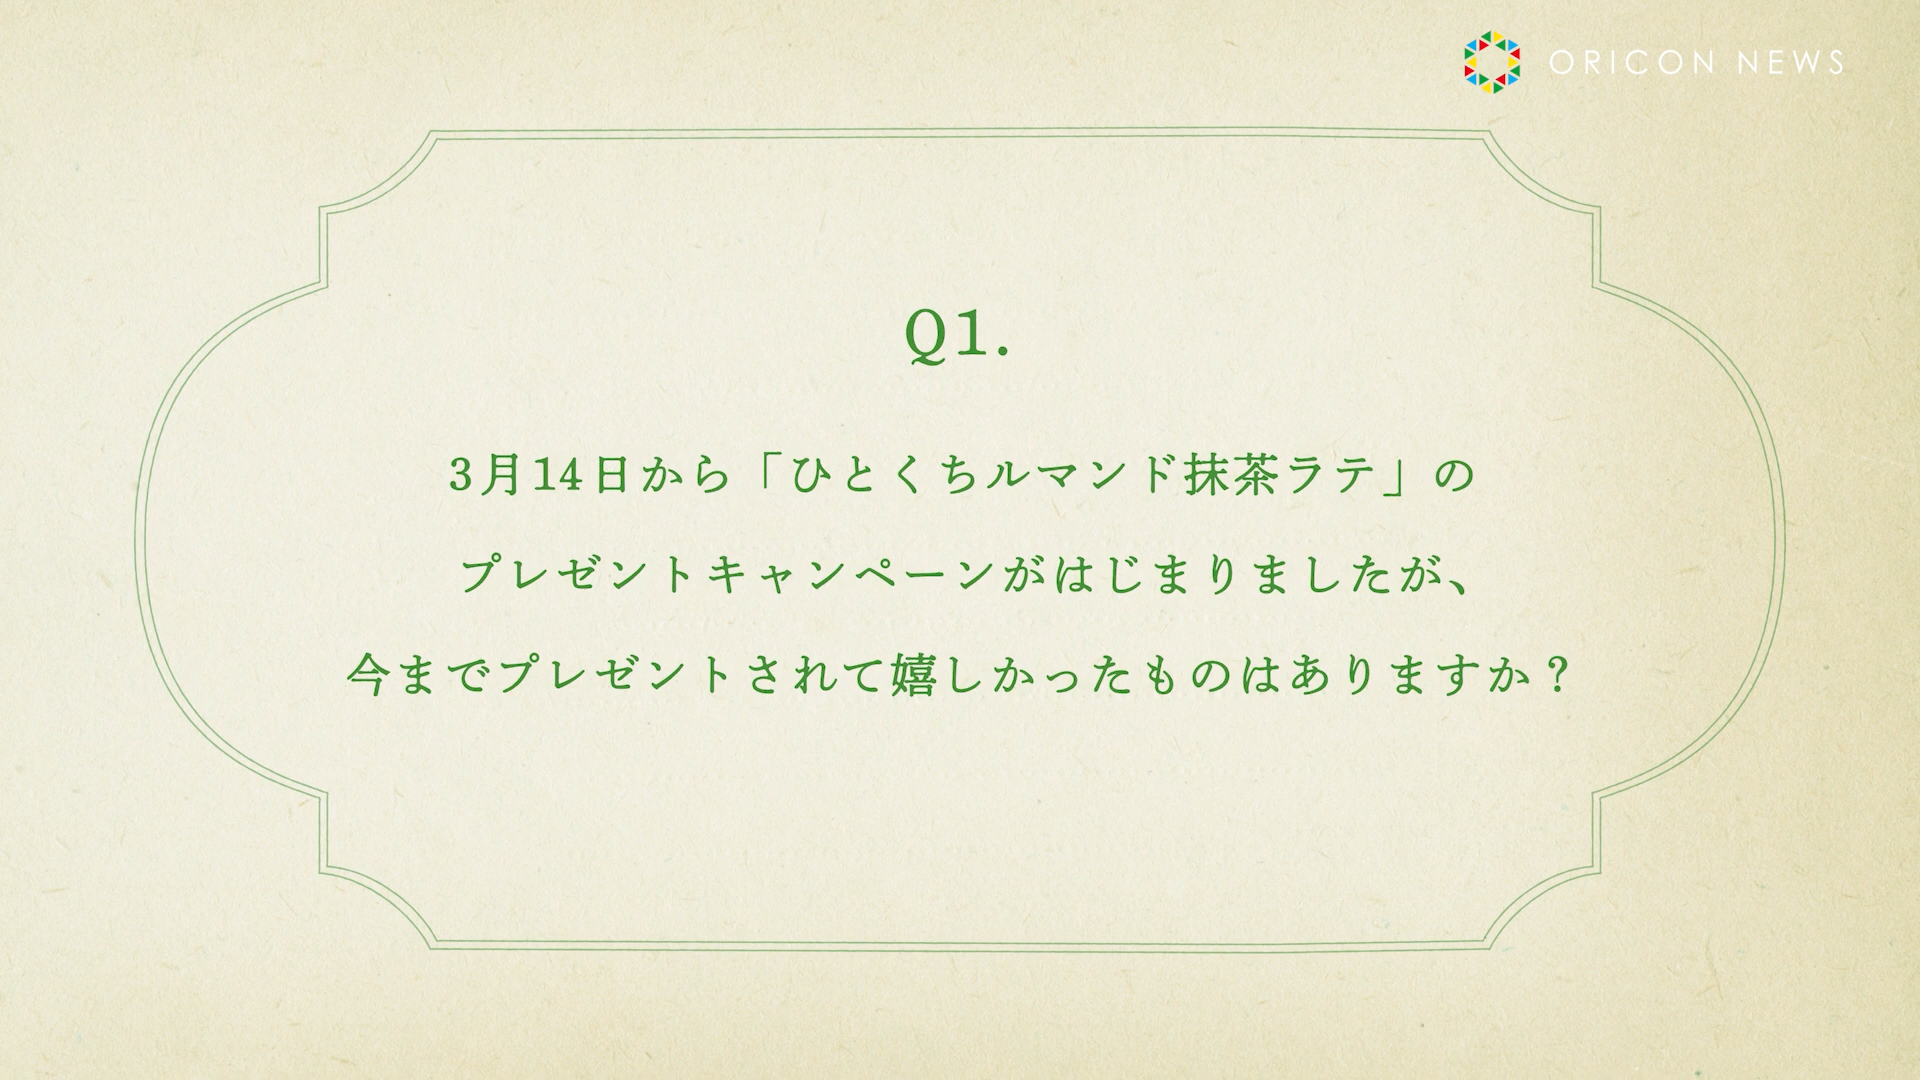 ORICON NEWS
Q1.
3月14日から「ひとくちルマンド抹茶ラテ」の
プレゼントキャンペーンがはじまりましたが、
今までプレゼントされて嬉しかったものはありますか？